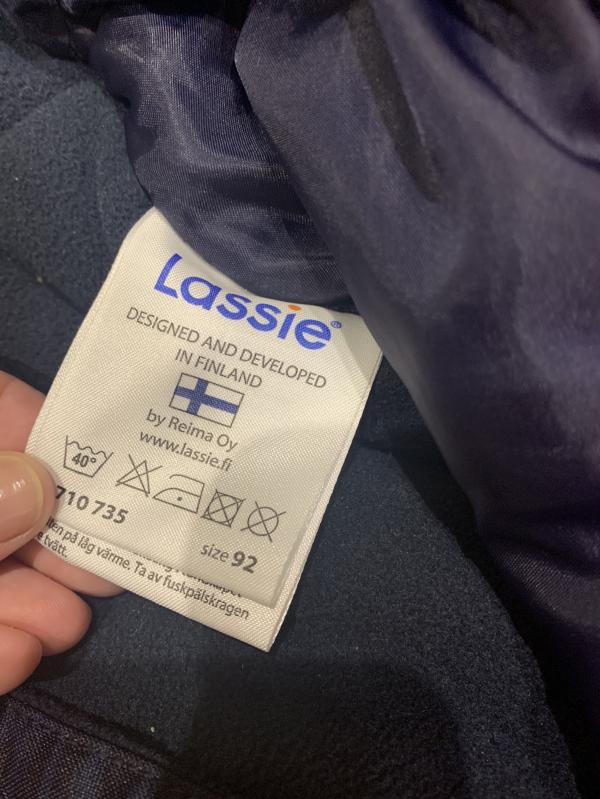 Lassie®
DESIGNED AND DEVELOPED
IN FINLAND
by Reima Oy
www.lassie.fi
40°
710 735
size 92
på låg värme. Ta av fuskpälskragen
tvätt.